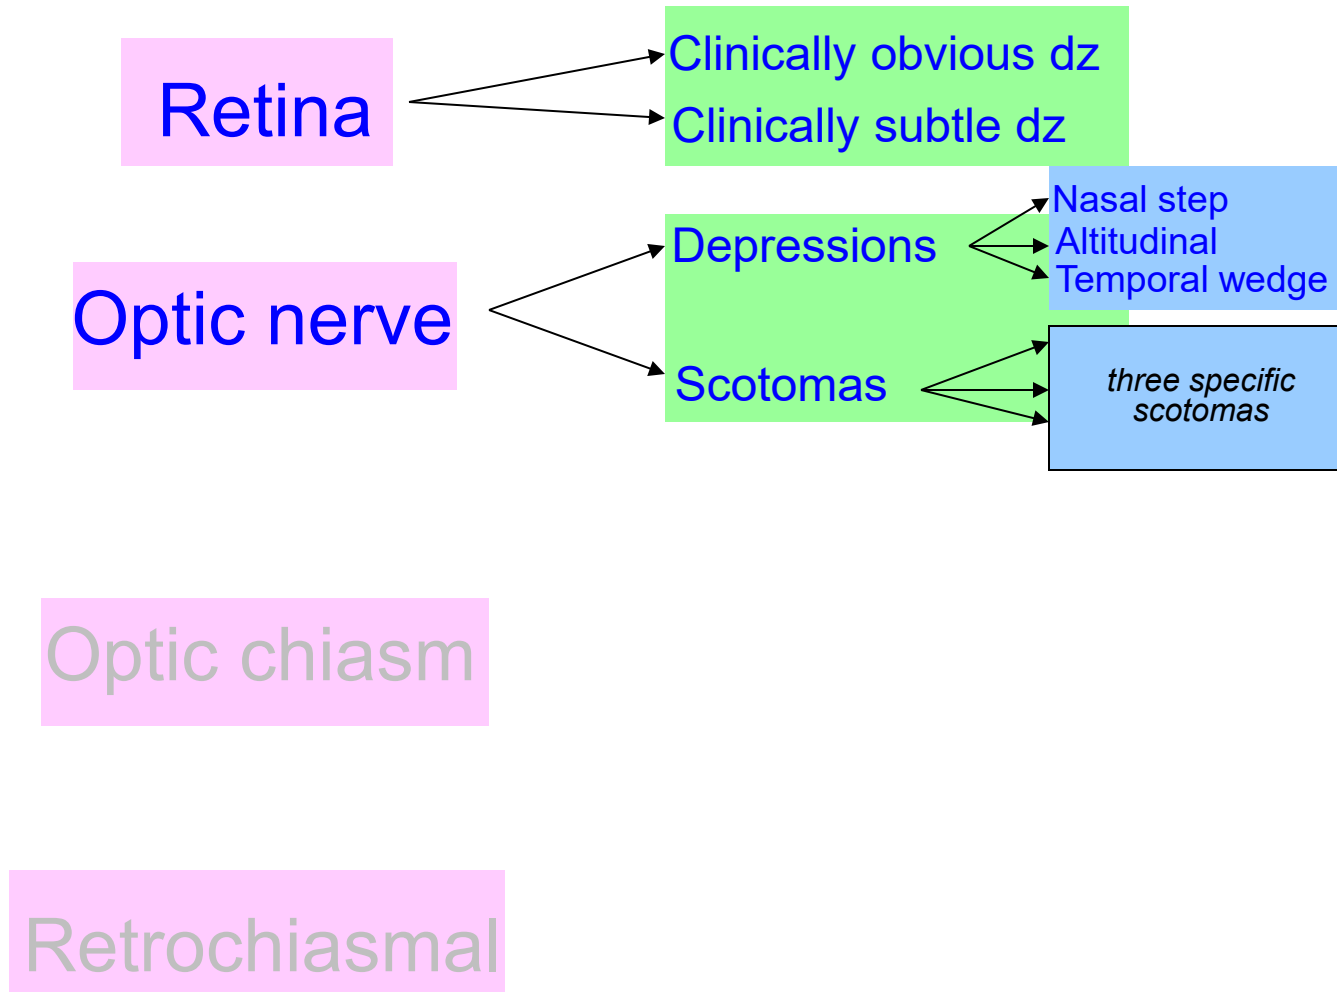 Retina
Clinically obvious dz
Clinically subtle dz
Optic nerve
Depressions
Nasal step
Altitudinal
Temporal wedge
Scotomas
three specific
scotomas
Optic chiasm
Retrochiasmal